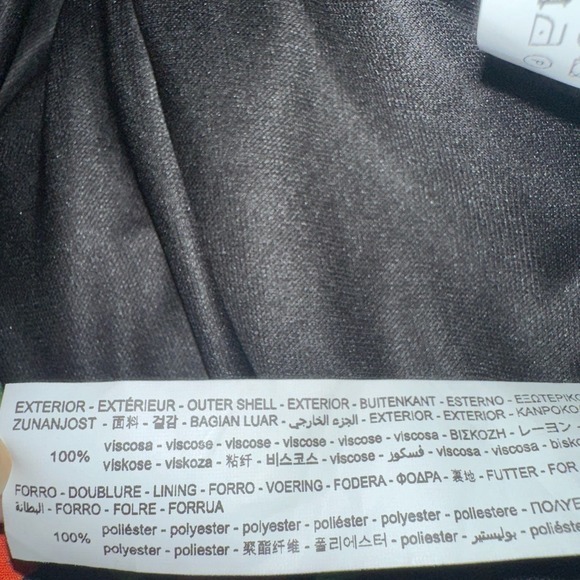 EXTERIOR - EXTÉRIEUR - OUTER SHELL - EXTERIOR - BUITENKANT - ESTERNO - ΕΞΩΤΕΡΙΚΟ
ZUNANJOST - 面料 - 겉감 - BAGIAN LUAR - الجزء الخارجي - EXTERIOR - EXTERIOR - KANPOKO
100% viscosa - viscose - viscose - viscose - viscose - viscosa - ΒΙΣΚΟΖΗ - レーヨン -
viskose - viskoza - 粘纤 - 비스코스 - viscose - فسكوز - viscosa - viscosa - bisko
FORRO - DOUBLURE - LINING - FORRO - VOERING - FODERA - ΦΟΔΡΑ - 裏地 - FUTTER - FOR
البطانة - FORRO - FOLRE - FORRUA
100% poliéster - polyester - polyester - poliéster - polyester - poliestere - ΠΟΛΥΕ
polyester - poliester - 聚酯纤维 - 폴리에스터 - poliester - بوليستير - poliéster